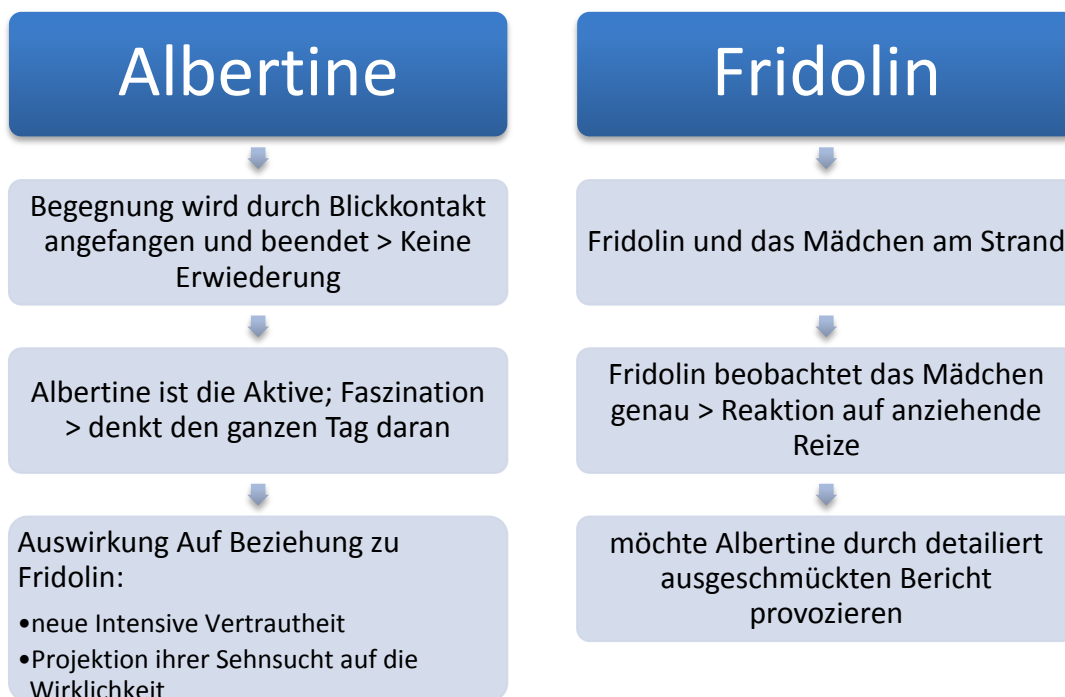 Albertine
Begegnung wird durch Blickkontakt
angefangen und beendet > Keine
Erwiederung
Albertine ist die Aktive; Faszination
> denkt den ganzen Tag daran
Auswirkung Auf Beziehung zu
Fridolin:
•neue Intensive Vertrautheit
•Projektion ihrer Sehnsucht auf die
Wirklichkeit
Fridolin
Fridolin und das Mädchen am Strand
Fridolin beobachtet das Mädchen
genau > Reaktion auf anziehende
Reize
möchte Albertine durch detailiert
ausgeschmückten Bericht
provozieren